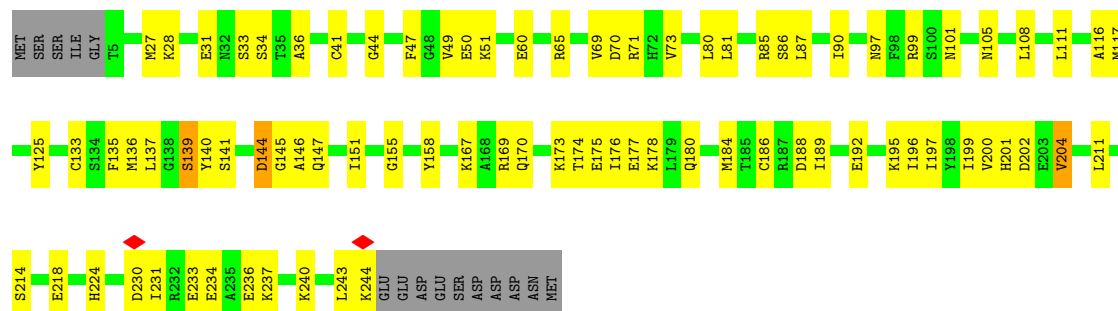 MET SER SER ILE GLY T5 M27 K28 E31 N32 S33 S34 T35 A36 C41 G44 F47 G48 V49 E50 K51 E60 R65 V69 D70 R71 H72 V73 L80 L81 R85 S86 L87 I90 N97 F98 R99 S100 N101 N105 L108 L111 A116 M117
Y125 C133 S134 F135 M136 L137 G138 S139 Y140 S141 D144 G145 A146 Q147 I151 G155 Y158 K167 A168 R169 Q170 K173 T174 E175 I176 E177 K178 L179 Q180 M184 T185 C186 R187 D188 I189 E192 K195 I196 I197 Y198 I199 V200 H201 D202 E203 V204 L211
S214 E218 H224 D230 I231 R232 E233 E234 A235 E236 K237 K240 L243 K244 GLU GLU ASP GLU SER ASP ASP ASP ASN MET